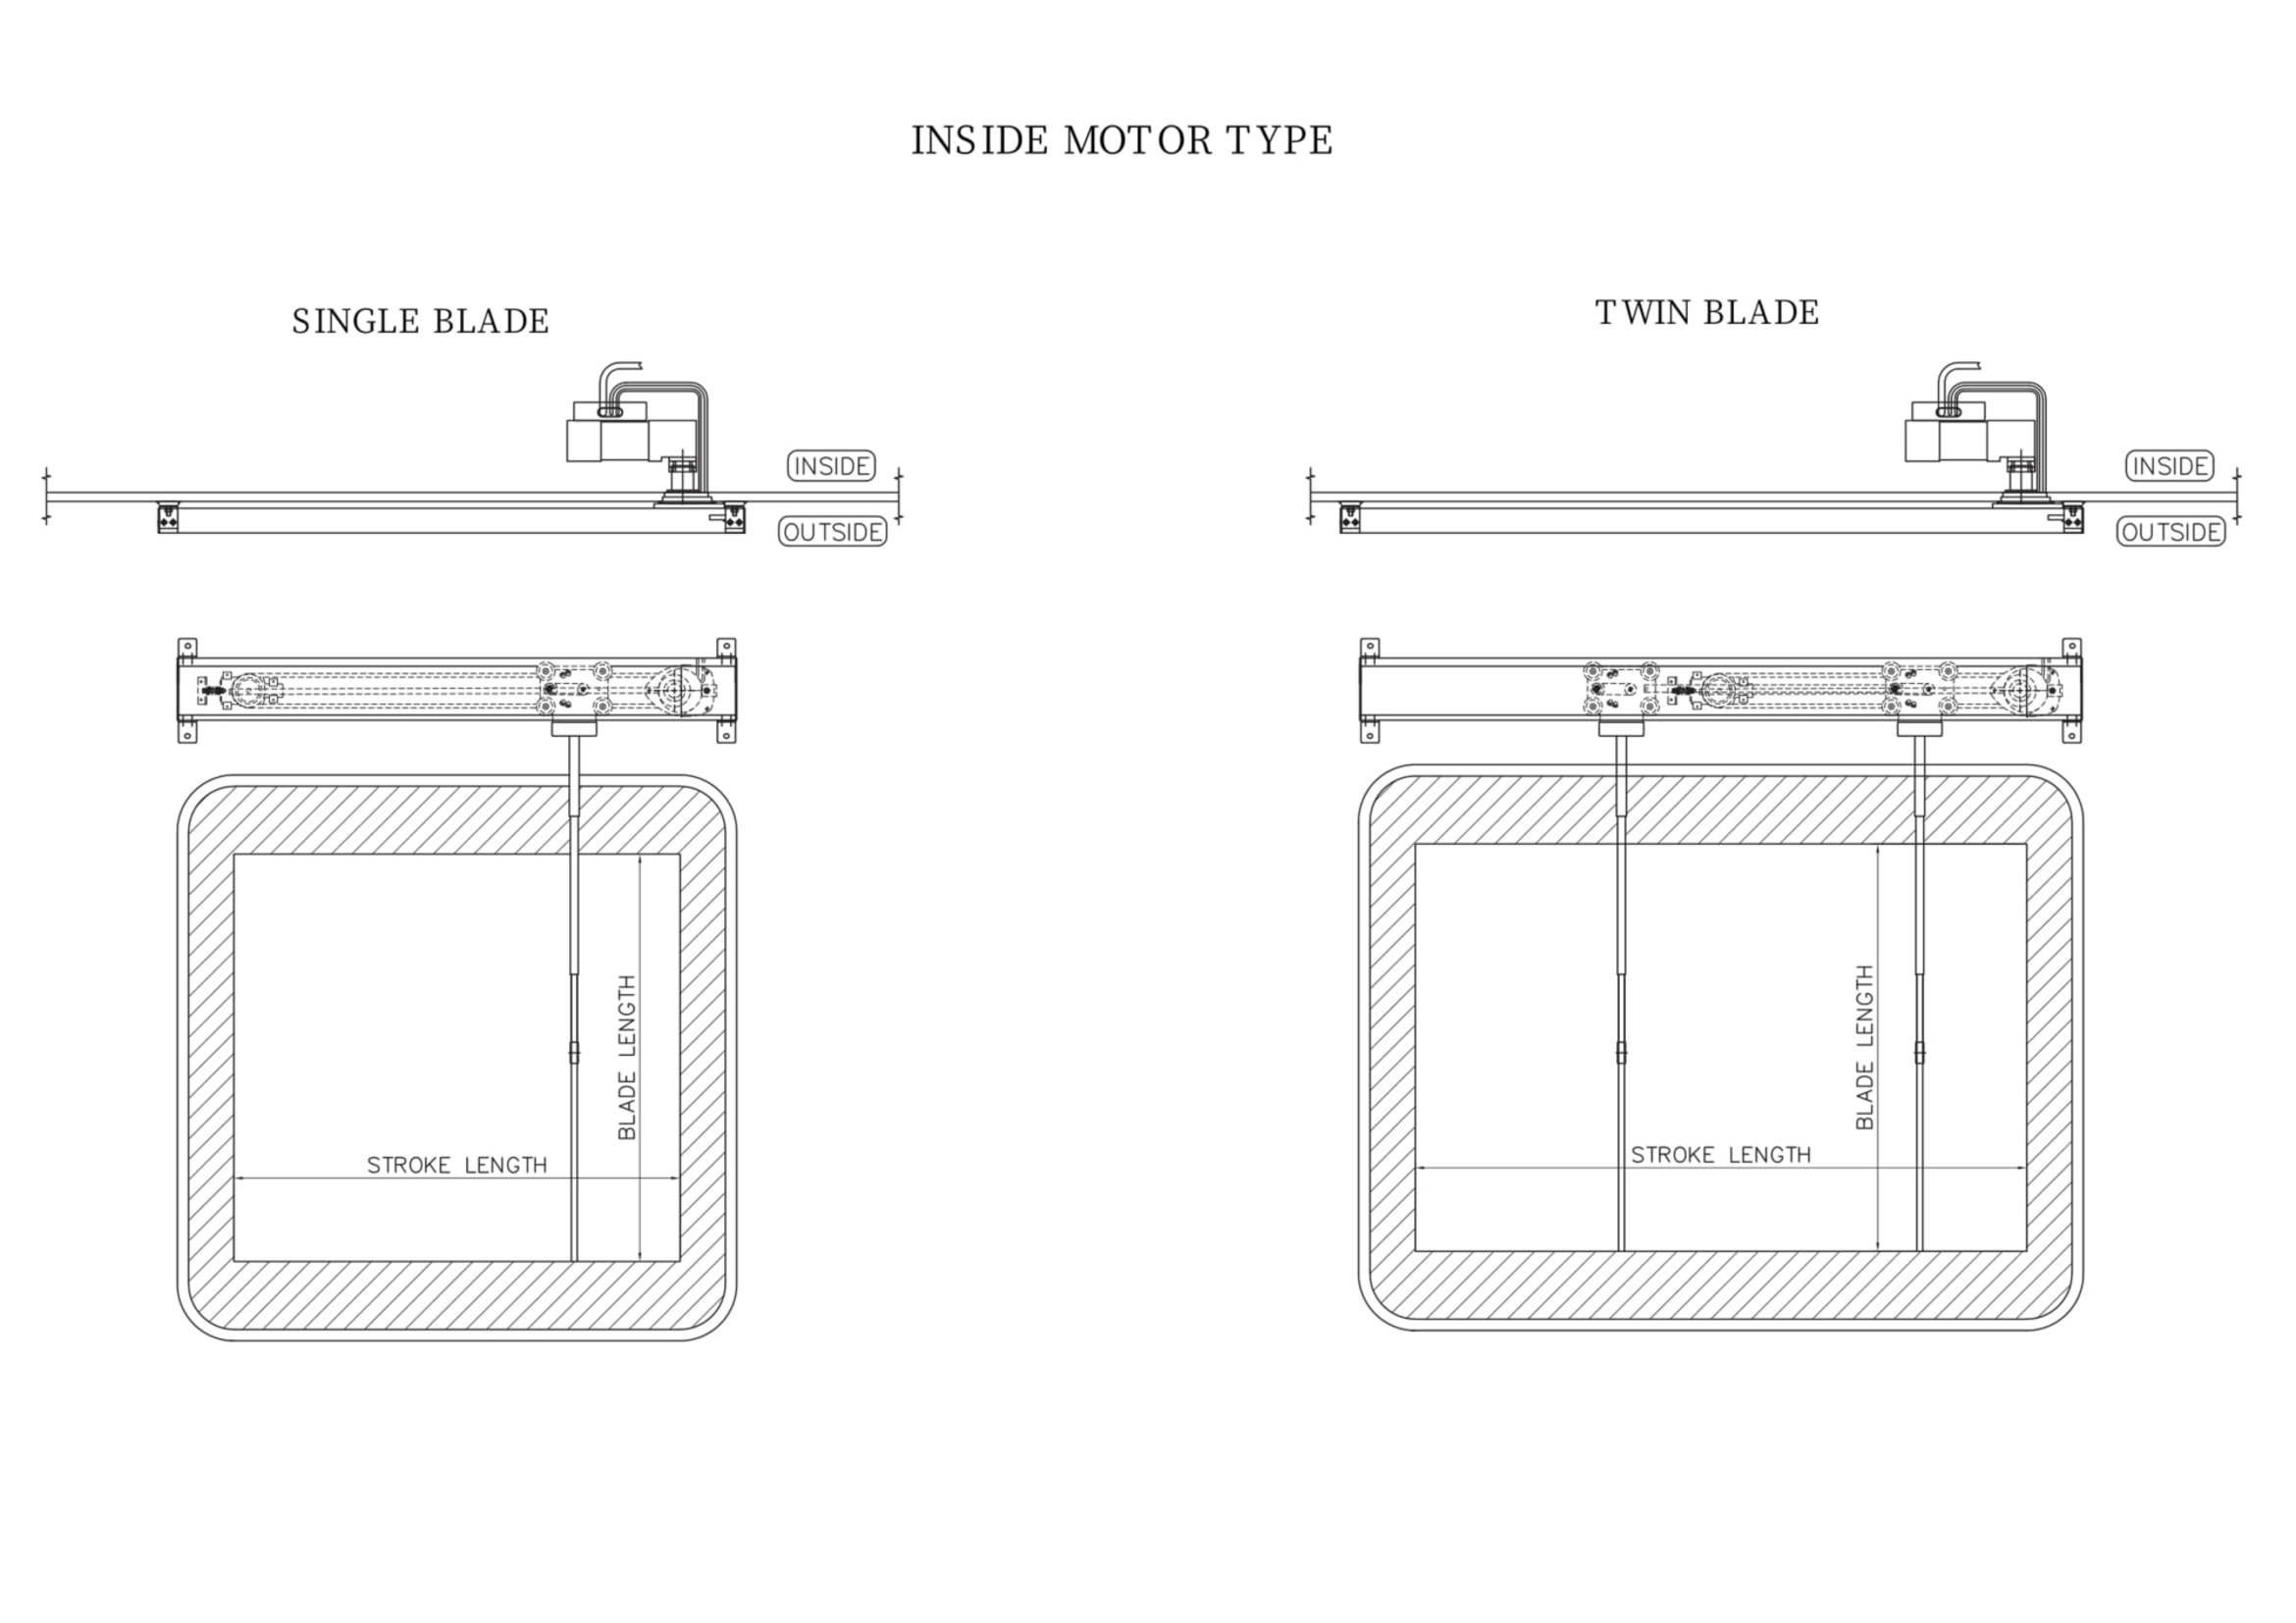 INSIDE MOTOR TYPE
SINGLE BLADE
INSIDE
OUTSIDE
BLADE LENGTH
STROKE LENGTH
TWIN BLADE
INSIDE
OUTSIDE
BLADE LENGTH
STROKE LENGTH